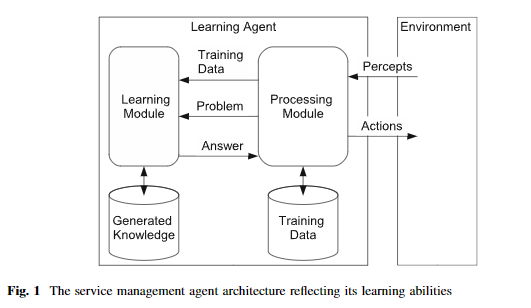 Learning Agent
Environment
Training
Data
Percepts
Learning
Module
Problem
Processing
Module
Actions
Answer
Generated
Knowledge
Training
Data
Fig. 1 The service management agent architecture reflecting its learning abilities